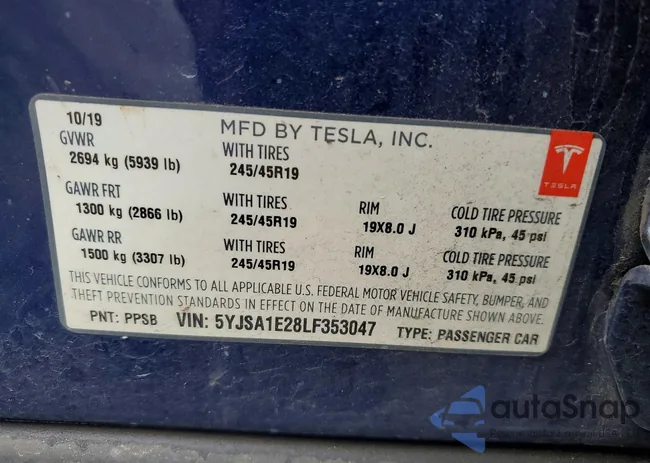 10/19
MFD BY TESLA, INC.
GVWR
2694 kg (5939 lb)
WITH TIRES
245/45R19
TESLA
GAWR FRT
1300 kg (2866 lb)
WITH TIRES
245/45R19
RIM
19X8.0 J
COLD TIRE PRESSURE
310 kPa, 45 psi
GAWR RR
1500 kg (3307 lb)
WITH TIRES
245/45R19
RIM
19X8.0 J
COLD TIRE PRESSURE
310 kPa, 45 psi
THIS VEHICLE CONFORMS TO ALL APPLICABLE U.S. FEDERAL MOTOR VEHICLE SAFETY, BUMPER, AND
THEFT PREVENTION STANDARDS IN EFFECT ON THE DATE OF MANUFACTURE SHOWN ABOVE.
PNT: PPSB VIN: 5YJSA1E28LF353047 TYPE: PASSENGER CAR
autoSnap